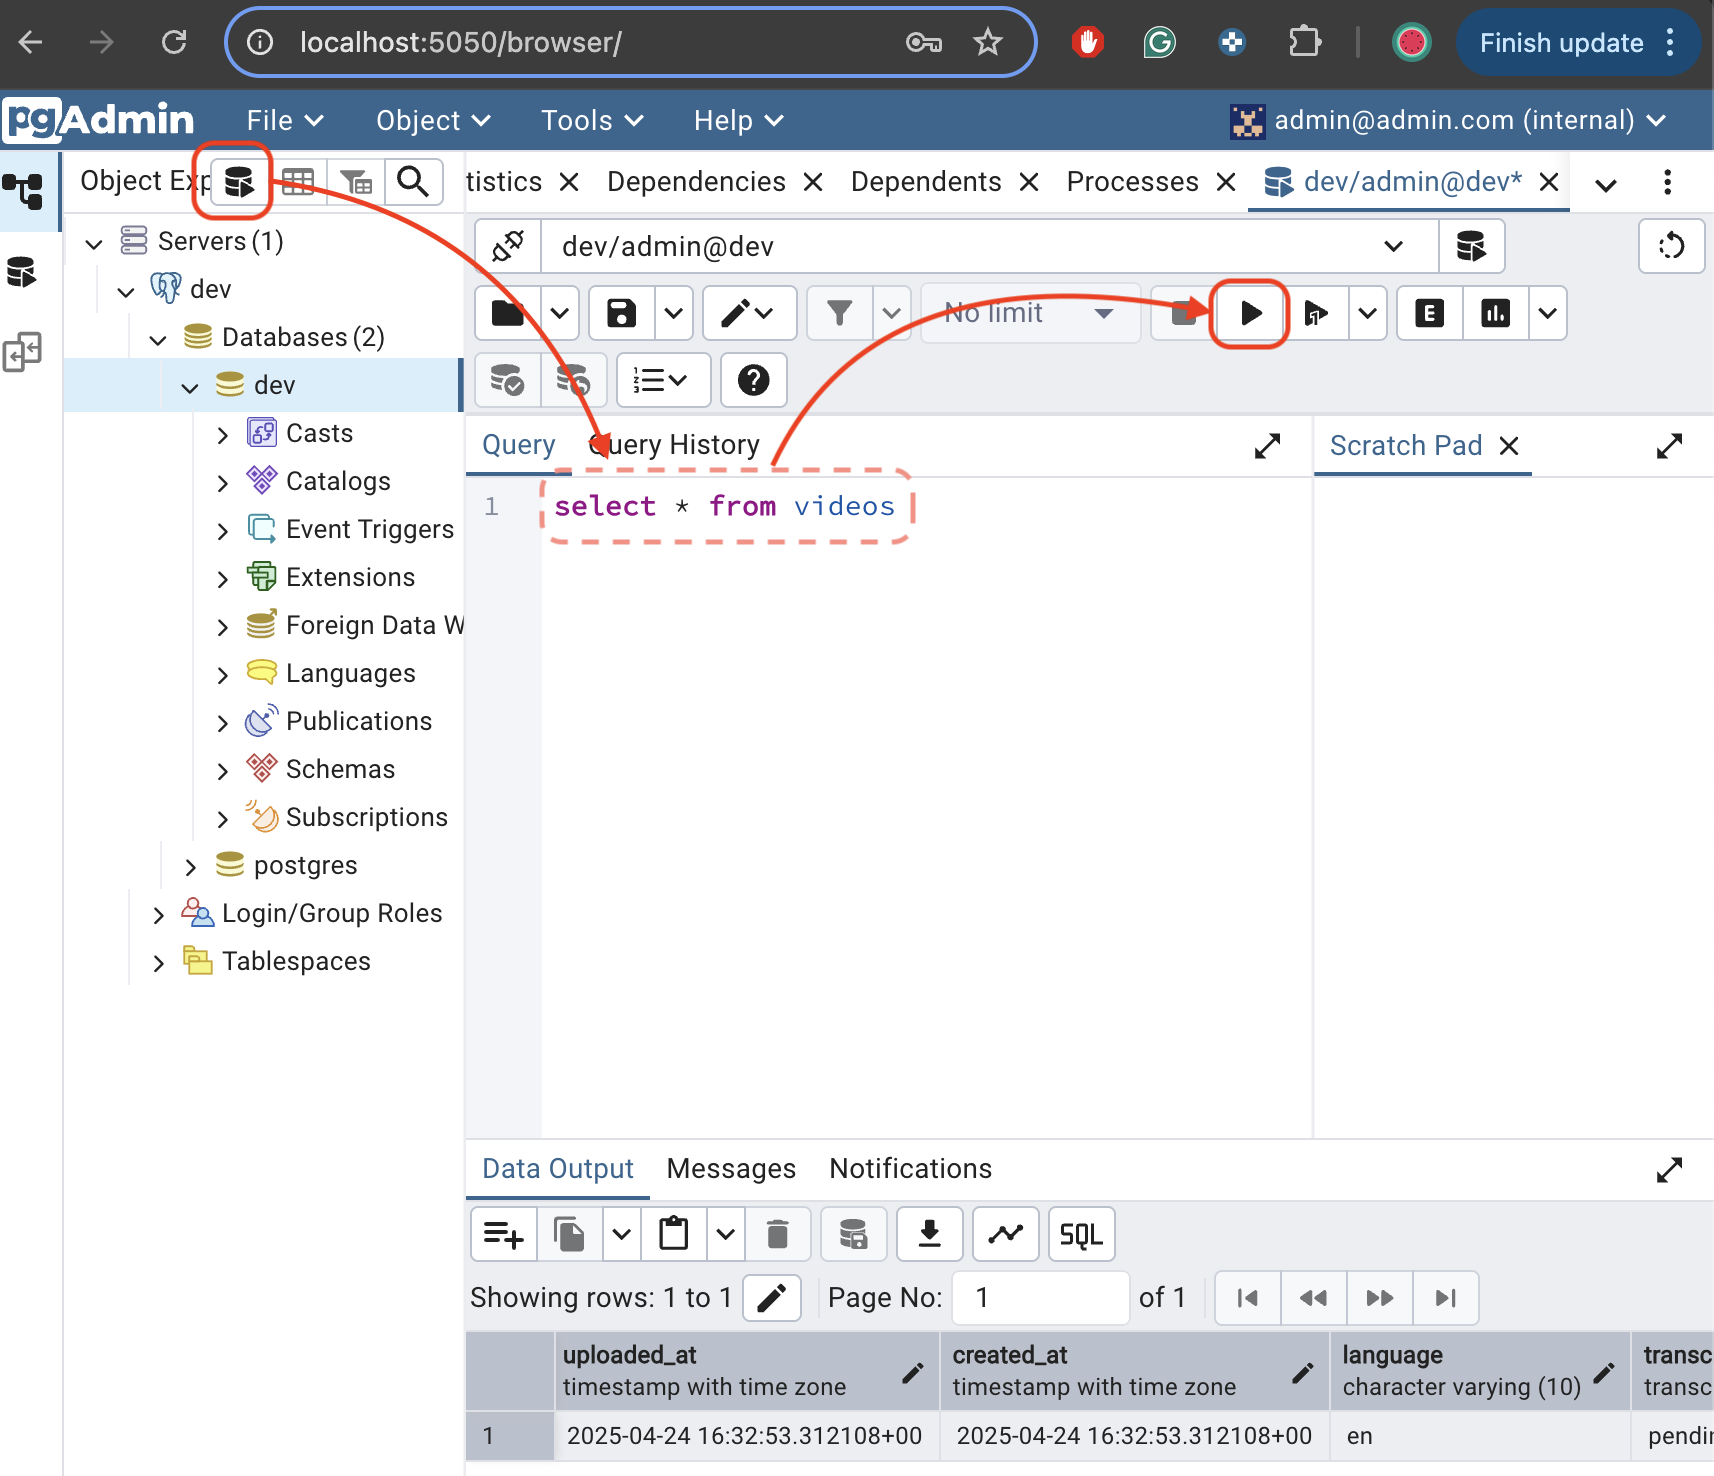 localhost:5050/browser/
Finish update
pgAdmin
File
Object
Tools
Help
admin@admin.com (internal)
Object Exp
tistics
Dependencies
Dependents
Processes
dev/admin@dev*
Servers (1)
dev
Databases (2)
dev
Casts
Catalogs
Event Triggers
Extensions
Foreign Data W
Languages
Publications
Schemas
Subscriptions
postgres
Login/Group Roles
Tablespaces
dev/admin@dev
No limit
E
Query
Query History
Scratch Pad
1
select * from videos
Data Output
Messages
Notifications
SQL
Showing rows: 1 to 1
Page No:
1
of 1
uploaded_at
timestamp with time zone
created_at
timestamp with time zone
language
character varying (10)
transc
transc
1
2025-04-24 16:32:53.312108+00
2025-04-24 16:32:53.312108+00
en
pendin